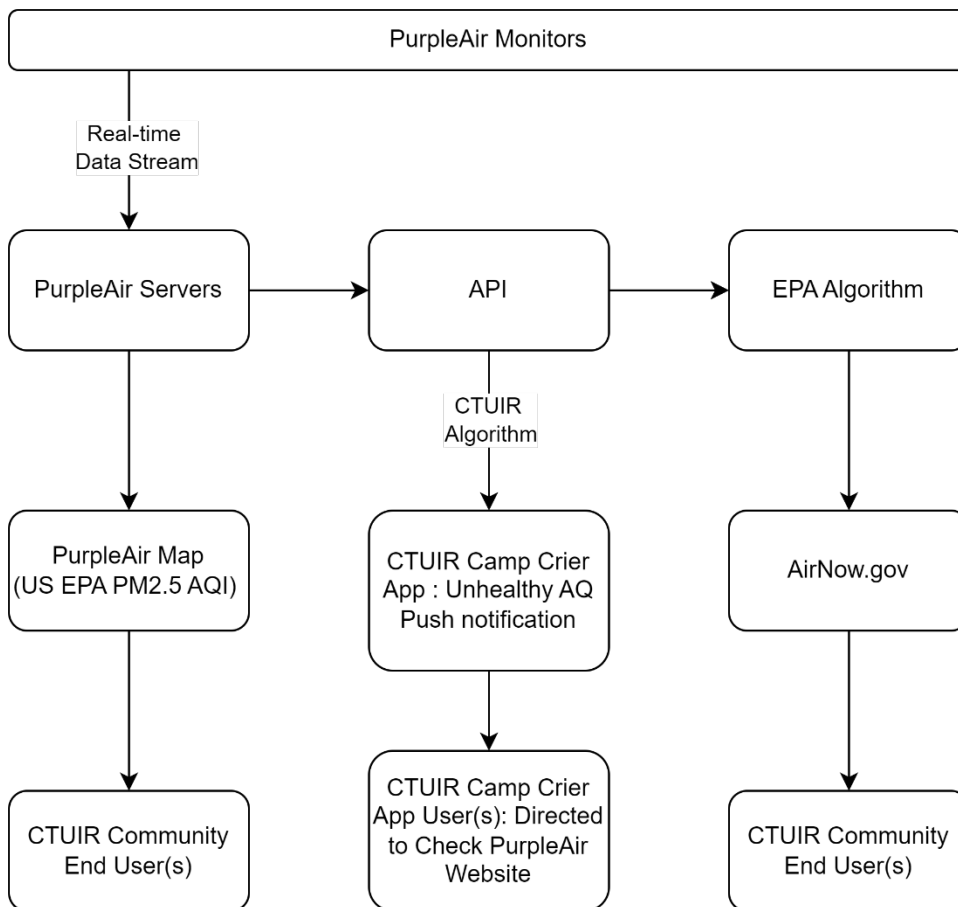 PurpleAir Monitors
Real-time
Data Stream
PurpleAir Servers
API
EPA Algorithm
CTUIR
Algorithm
PurpleAir Map
(US EPA PM2.5 AQI)
CTUIR Camp Crier
App : Unhealthy AQ
Push notification
AirNow.gov
CTUIR Community
End User(s)
CTUIR Camp Crier
App User(s): Directed
to Check PurpleAir
Website
CTUIR Community
End User(s)